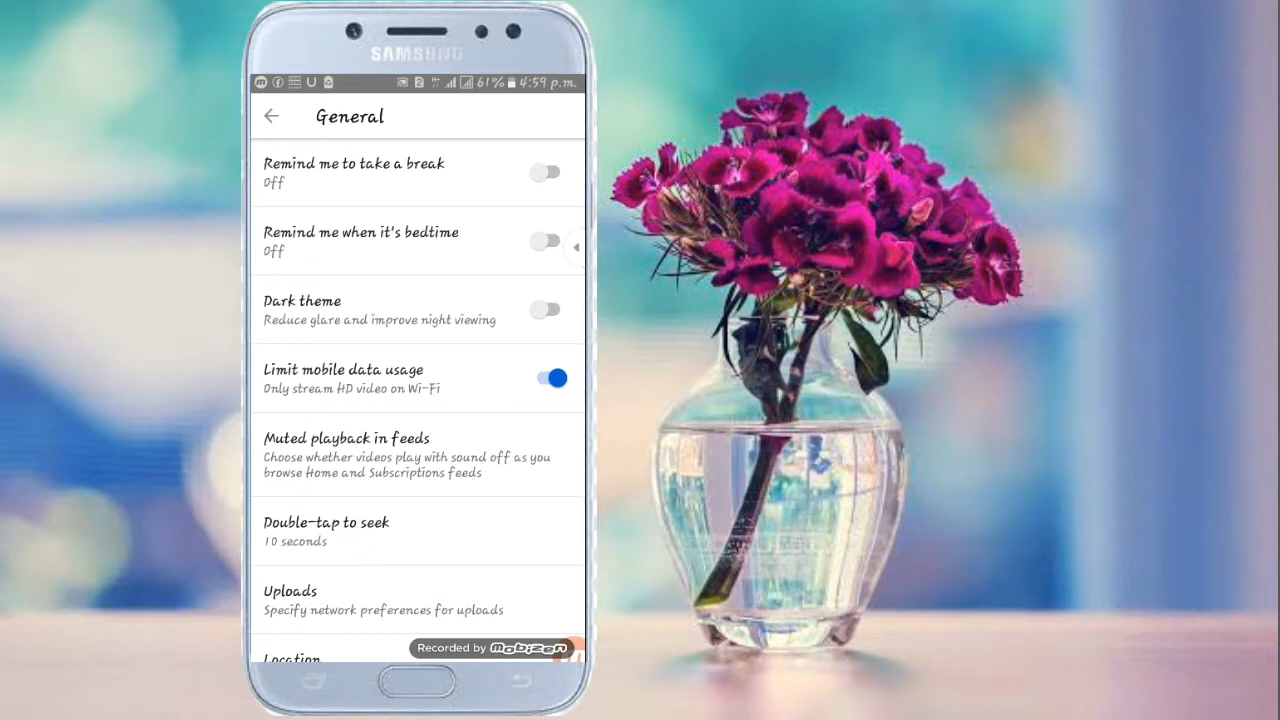 SAMSUNG
61% 4:59 p.m.
General
Remind me to take a break
Off
Remind me when it's bedtime
Off
Dark theme
Reduce glare and improve night viewing
Limit mobile data usage
Only stream HD video on Wi-Fi
Muted playback in feeds
Choose whether videos play with sound off as you
browse Home and Subscriptions feeds
Double-tap to seek
10 seconds
Uploads
Specify network preferences for uploads
Location
Recorded by mobizen